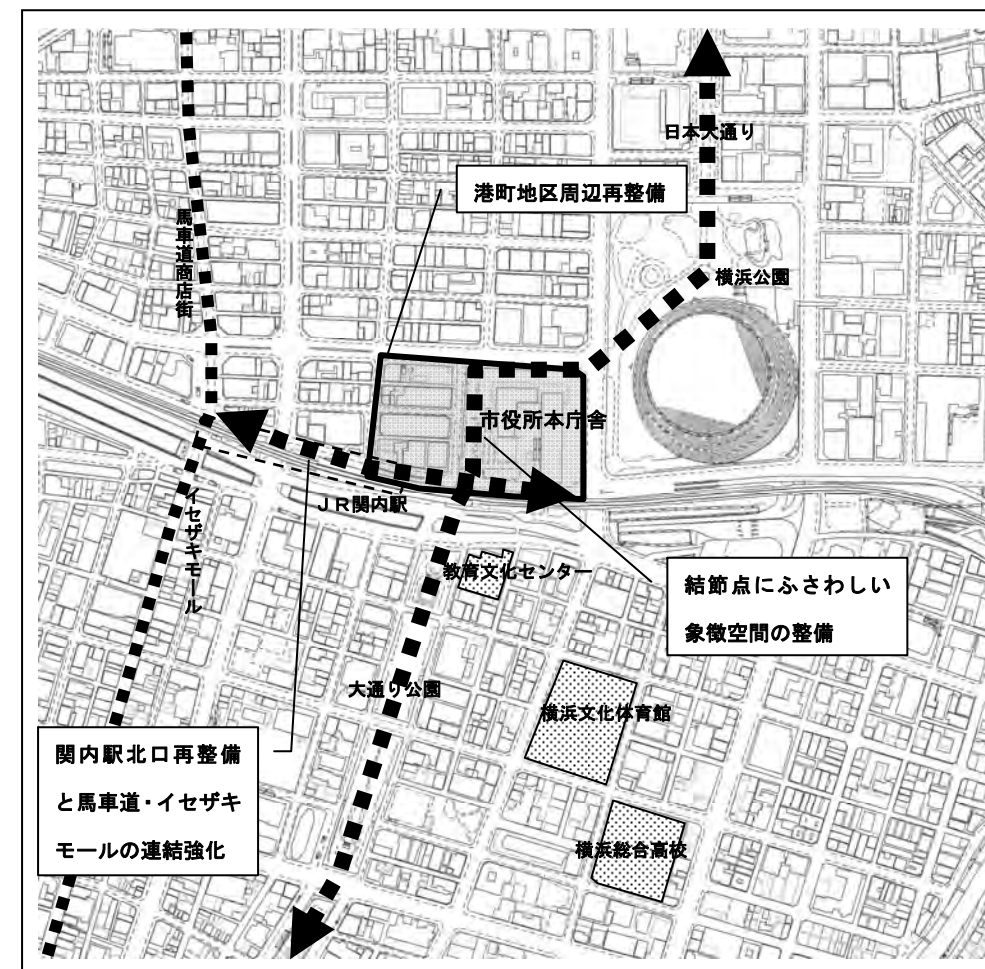 日本大通り
港町地区周辺再整備
馬車道商店街
横浜公園
市役所本庁舎
JR関内駅
イセザキモール
教育文化センター
結節点にふさわしい
象徴空間の整備
大通り公園
横浜文化体育館
関内駅北口再整備
と馬車道・イセザキ
モールの連結強化
横浜総合高校